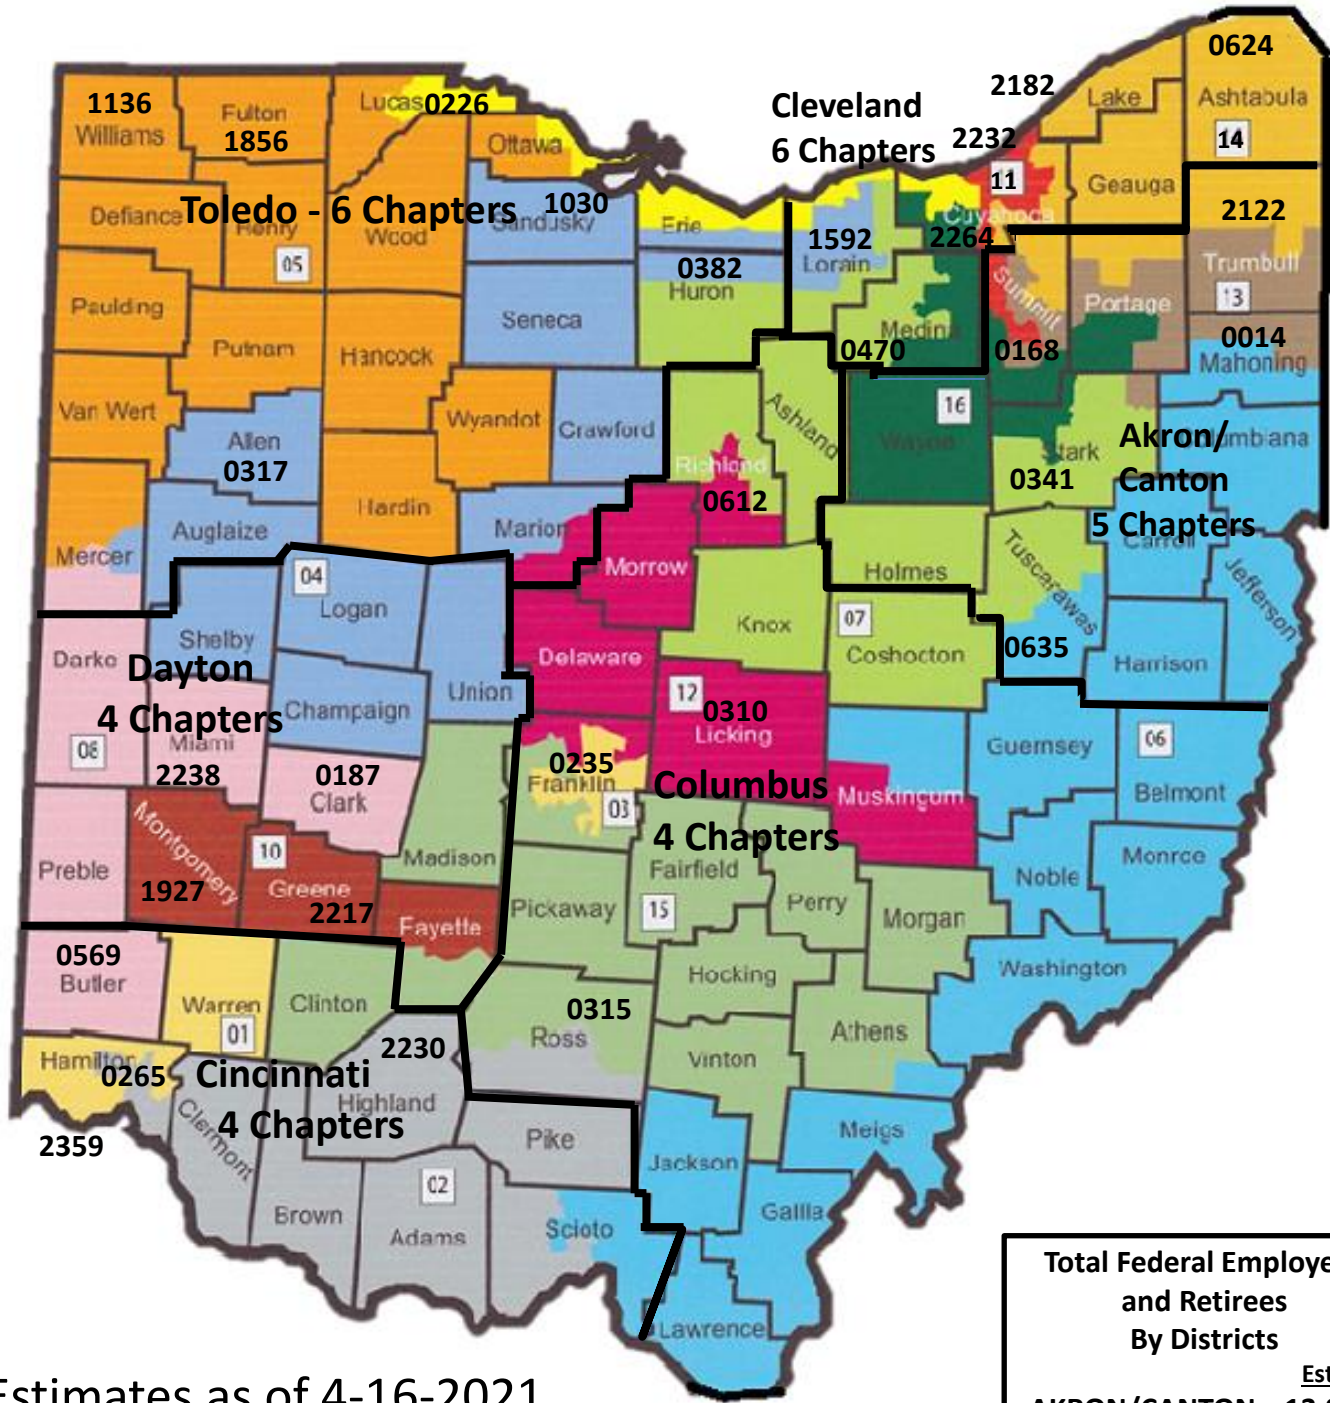 0624
2182
Lake
Ashtabula
14
1136
Williams
Fulton
1856
Lucas
0226
Ottawa
Cleveland
6 Chapters
2232
11
Geauga
Defiance
Toledo - 6 Chapters
Henry
Wood
05
Sandusky
1030
Erie
1592
Lorain
Cuyahoga
2264
2122
Trumbull
13
Paulding
Putnam
Hancock
Seneca
0382
Huron
Medina
0470
Summit
0168
Portage
0014
Mahoning
Van Wert
Allen
0317
Wyandot
Crawford
Richland
0612
Ashland
16
Wayne
Stark
0341
Akron/
Canton
5 Chapters
Columbiana
Carroll
Jefferson
Mercer
Auglaize
Hardin
Marion
Morrow
Holmes
Tuscarawas
0635
Harrison
04
Logan
Shelby
Darke
Dayton
4 Chapters
Union
Delaware
Knox
07
Coshocton
Champaign
Miami
2238
08
12
0310
Licking
Guernsey
06
Belmont
0187
Clark
0235
Franklin
03
Columbus
4 Chapters
Muskingum
Preble
Montgomery
1927
10
Greene
2217
Madison
Fayette
Pickaway
Fairfield
15
Perry
Morgan
Noble
Monroe
0569
Butler
Warren
01
Clinton
Hocking
Washington
0315
Ross
Vinton
Athens
Hamilton
0265
2230
Cincinnati
4 Chapters
Highland
Clermont
2359
Pike
Jackson
Meigs
02
Brown
Adams
Scioto
Gallia
Lawrence
Total Federal Employe
and Retirees
By Districts
Est
Estimates as of 4-16-2021